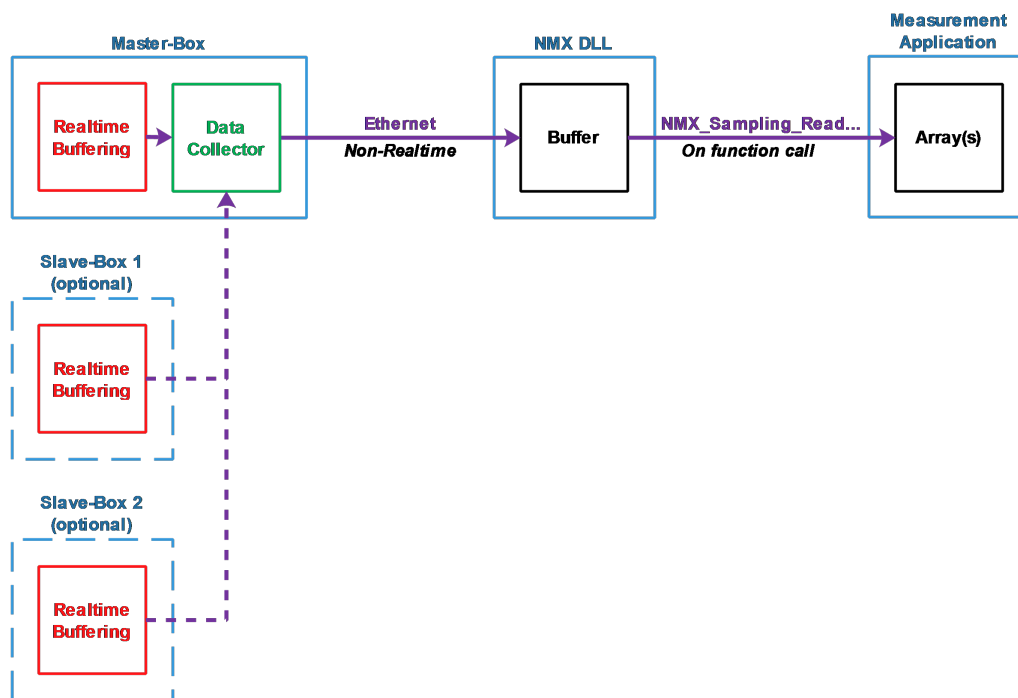 Measurement
Application
Master-Box
NMX DLL
Realtime
Buffering
Data
Collector
Ethernet
Non-Realtime
Buffer
NMX_Sampling_Read...
On function call
Array(s)
Slave-Box 1
(optional)
Realtime
Buffering
Slave-Box 2
(optional)
Realtime
Buffering